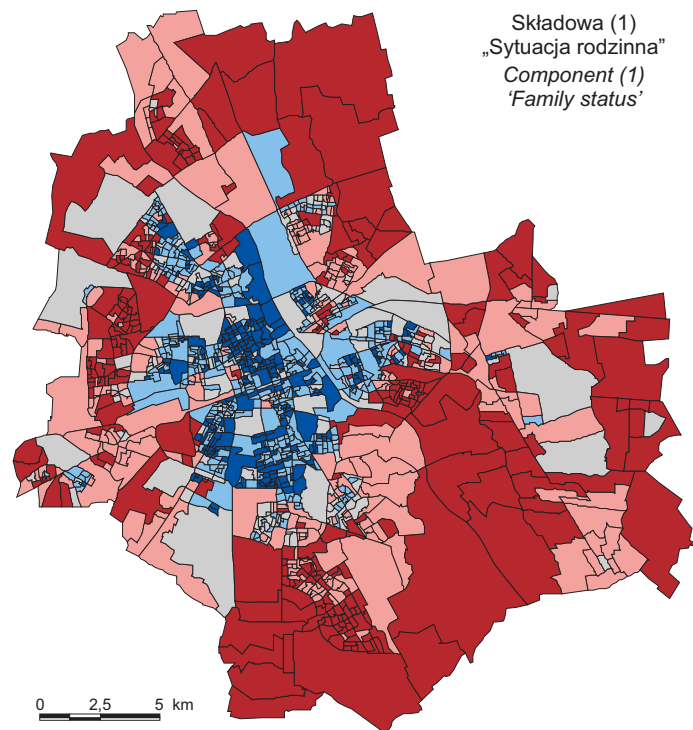 Składowa (1)
„Sytuacja rodzinna”
Component (1)
‘Family status’
0 2,5 5 km